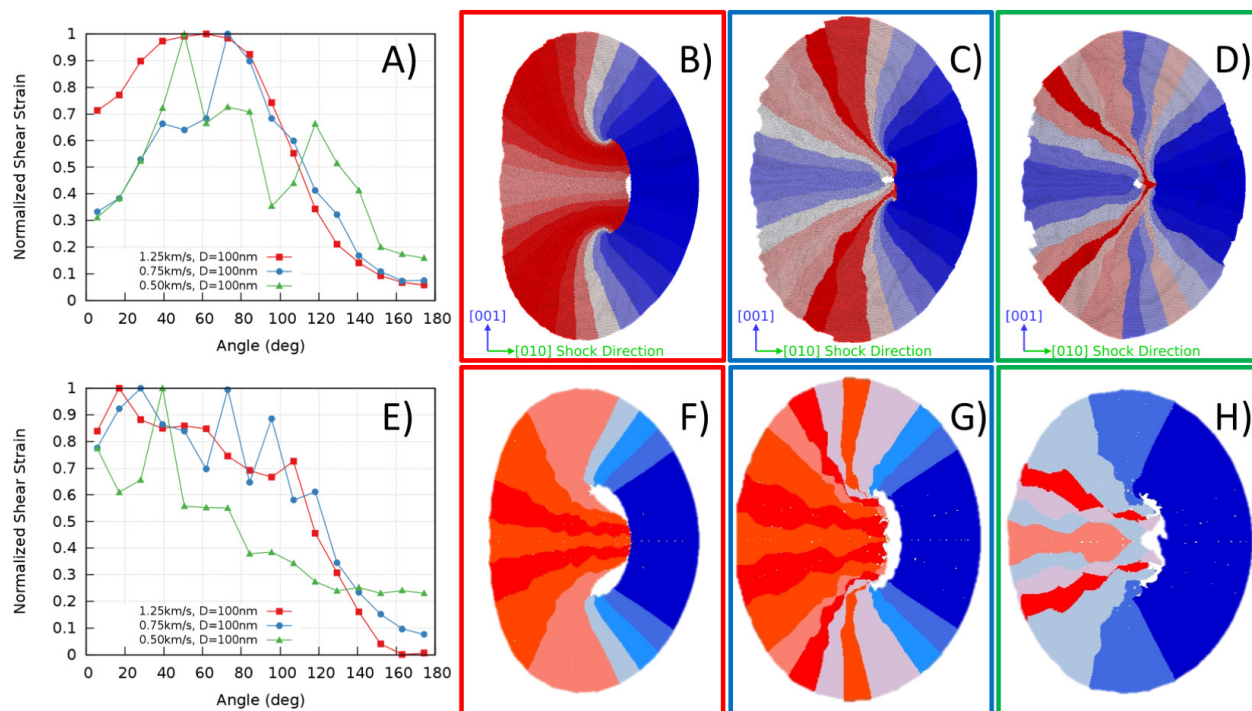 A)
Normalized Shear Strain
1
0.9
0.8
0.7
0.6
0.5
0.4
0.3
0.2
0.1
0
1.25km/s, D=100nm
0.75km/s, D=100nm
0.50km/s, D=100nm
0 20 40 60 80 100 120 140 160 180
Angle (deg)
B)
[001]
[010] Shock Direction
C)
[001]
[010] Shock Direction
D)
[001]
[010] Shock Direction
E)
Normalized Shear Strain
1
0.9
0.8
0.7
0.6
0.5
0.4
0.3
0.2
0.1
0
1.25km/s, D=100nm
0.75km/s, D=100nm
0.50km/s, D=100nm
0 20 40 60 80 100 120 140 160 180
Angle (deg)
F)
G)
H)